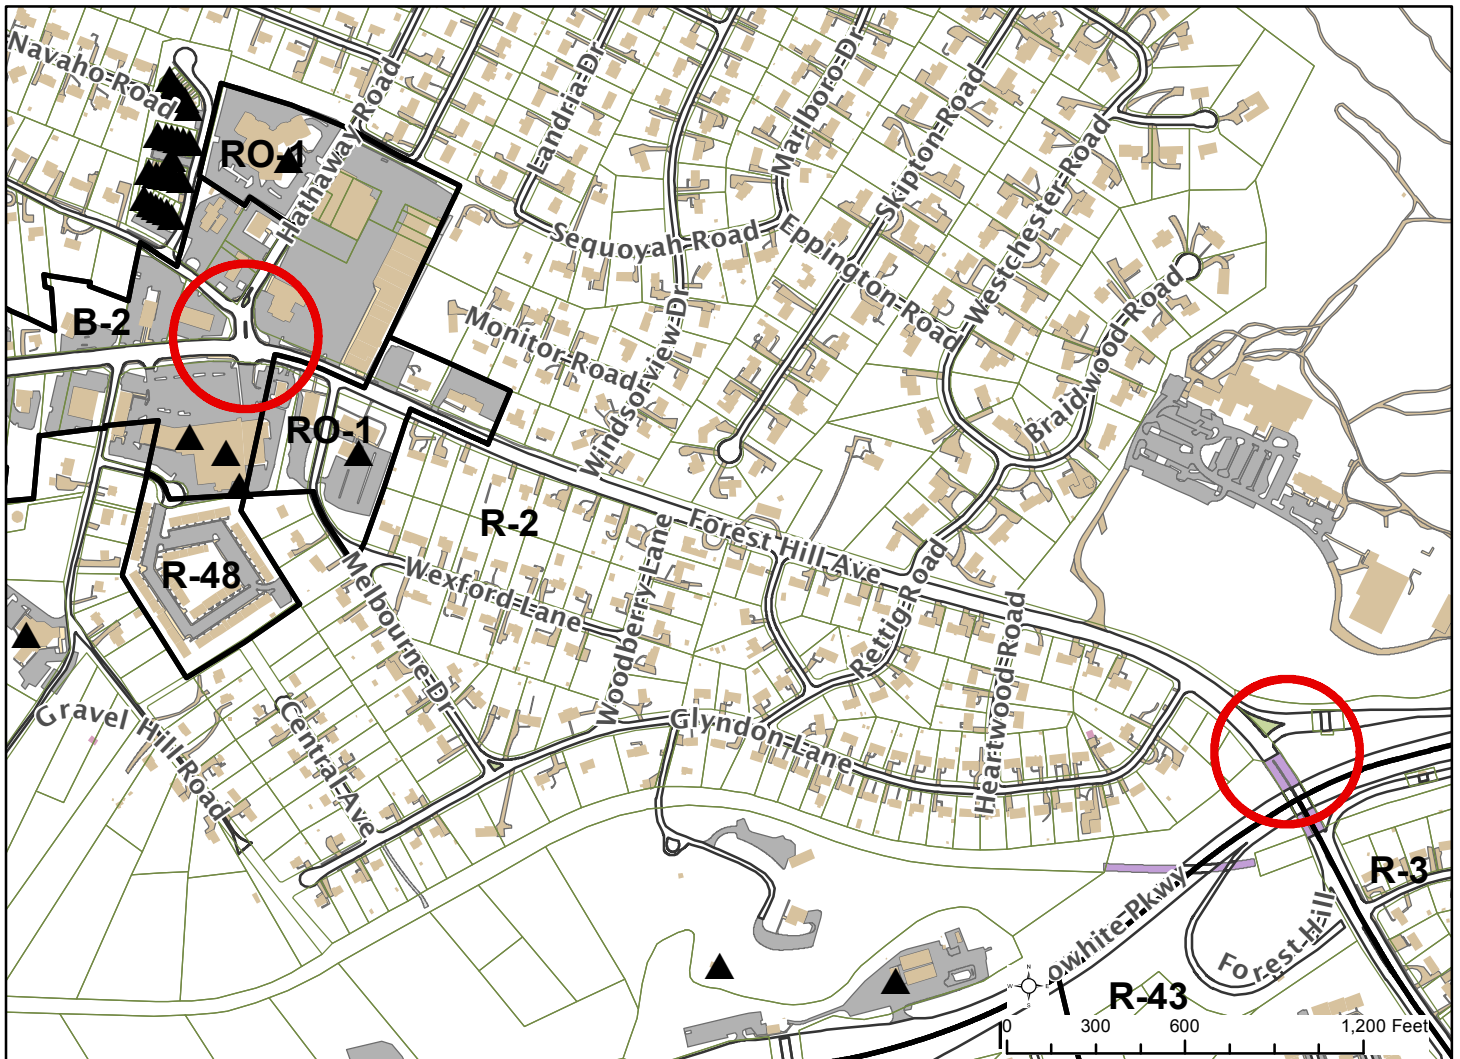 Navaho Road
Hathaway Road
Landria Dr
Marlboro Dr
Skipton Road
Westchester Road
RO-1
Sequoyah Road
Eppington Road
Braidwood Road
B-2
Monitor Road
Windsorview Dr
RO-1
R-2
Forest Hill Ave
R-48
Wexford Lane
Melbourne Dr
Woodberry Lane
Rettig Road
Heartwood Road
Gravel Hill Road
Central Ave
Glyndon Lane
R-3
owhite Pkwy
Forest Hill
R-43
N
W
E
S
0 300 600 1,200 Feet